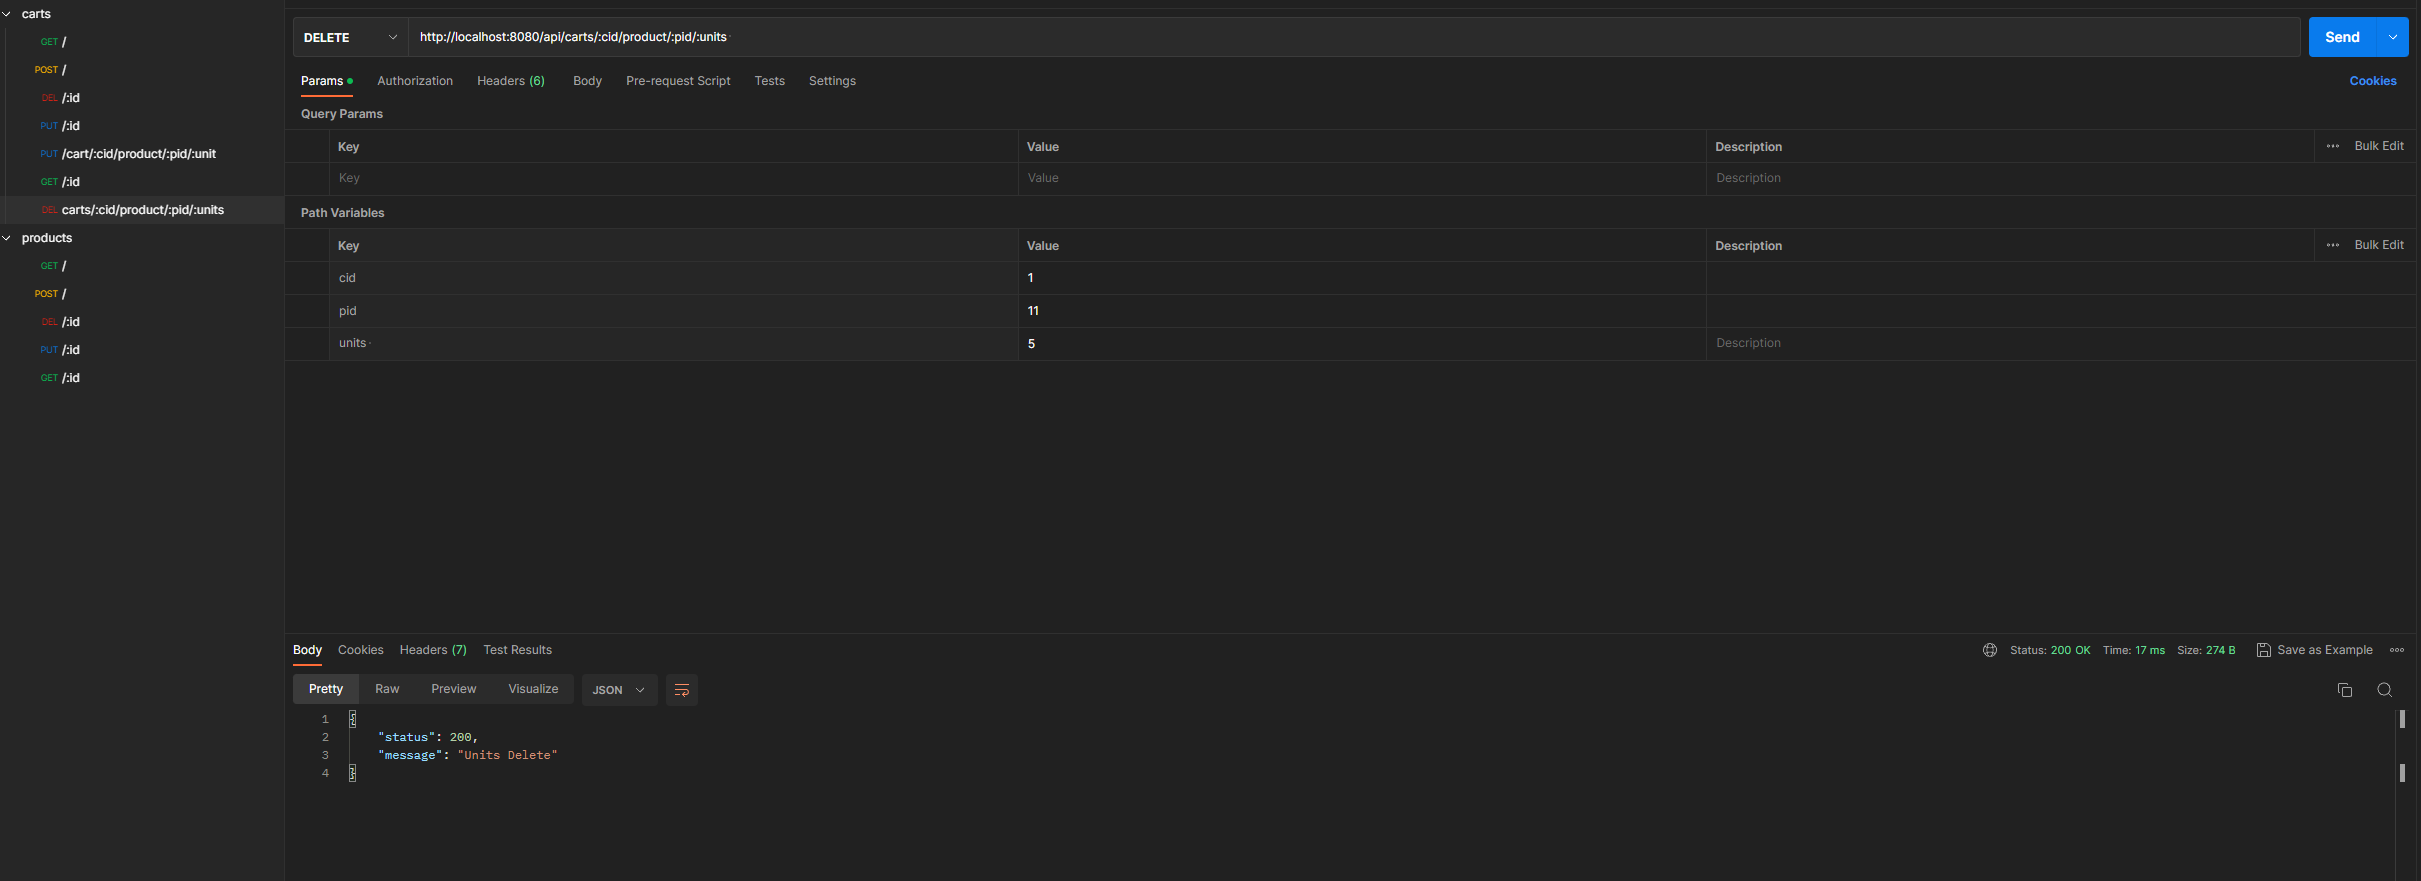 carts
GET /
POST /
DEL /:id
PUT /:id
PUT /cart/:cid/product/:pid/:unit
GET /:id
DEL carts/:cid/product/:pid/:units
products
GET /
POST /
DEL /:id
PUT /:id
GET /:id
DELETE http://localhost:8080/api/carts/:cid/product/:pid/:units Send
Params Authorization Headers (6) Body Pre-request Script Tests Settings Cookies
Query Params
Key Value Description Bulk Edit
Key Value Description
Path Variables
Key Value Description Bulk Edit
cid 1
pid 11
units 5 Description
Body Cookies Headers (7) Test Results Status: 200 OK Time: 17 ms Size: 274 B Save as Example
Pretty Raw Preview Visualize JSON
1 {
2 "status": 200,
3 "message": "Units Delete"
4 }